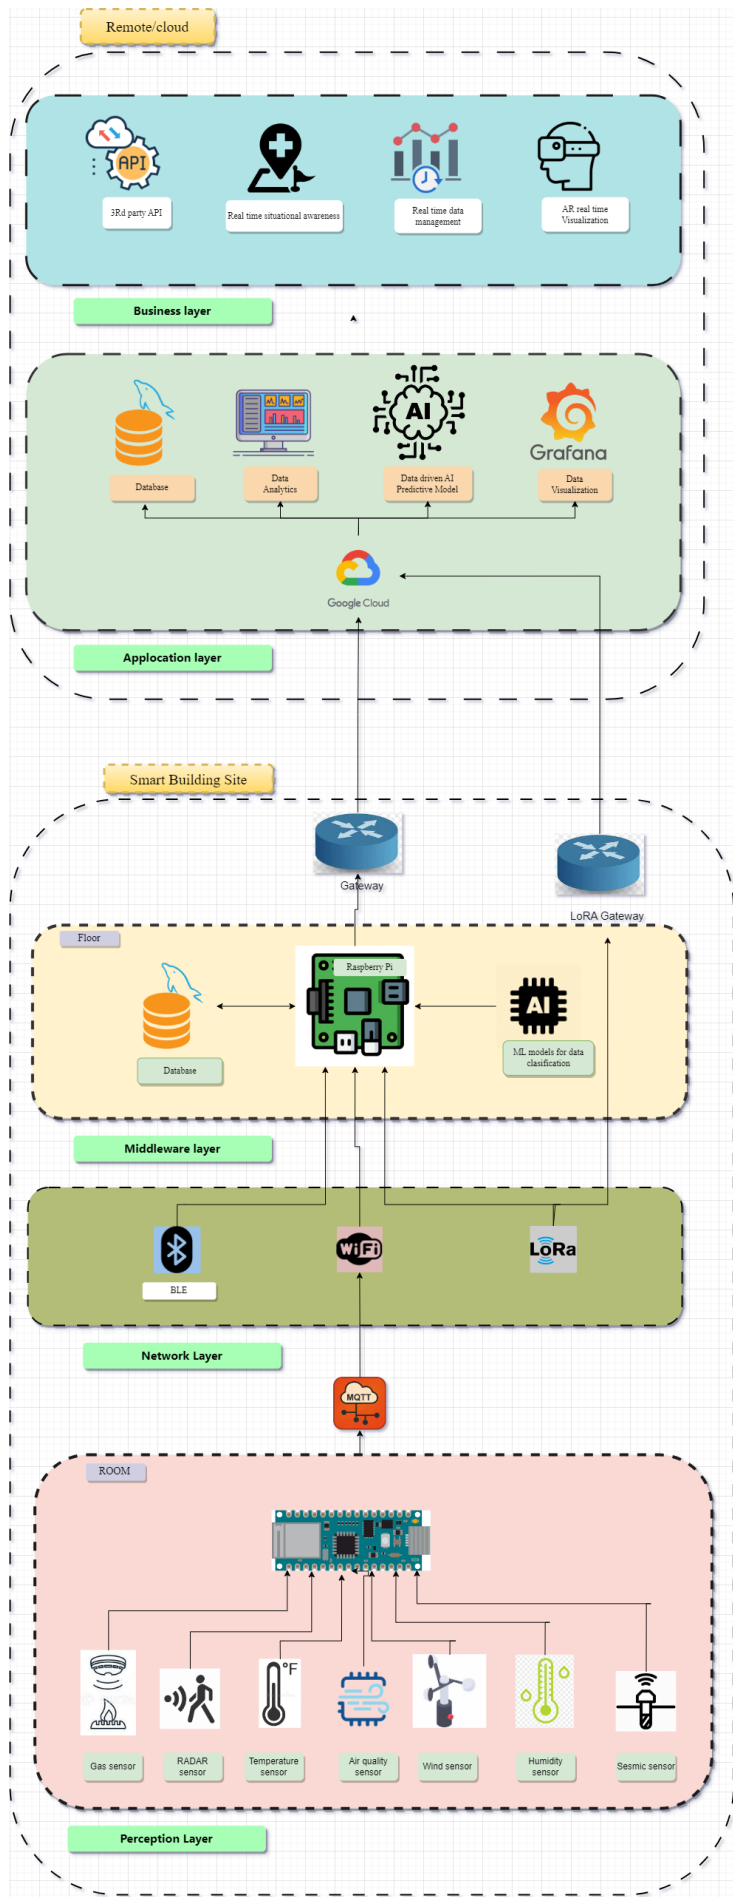 Remote/cloud
API
3Rd party API
Real time situational awareness
Real time data
management
AR real time
Visualization
Business layer
AI
Grafana
Database
Data
Analytics
Data driven AI
Predictive Model
Data
Visualization
Google Cloud
Applocation layer
Smart Building Site
Gateway
LoRA Gateway
Floor
Raspberry Pi
AI
Database
ML models for data
clasification
Middleware layer
WiFi
LoRa
BLE
Network Layer
MQTT
ROOM
°F
Gas sensor
RADAR
sensor
Temperature
sensor
Air quality
sensor
Wind sensor
Humidity
sensor
Sesmic sensor
Perception Layer